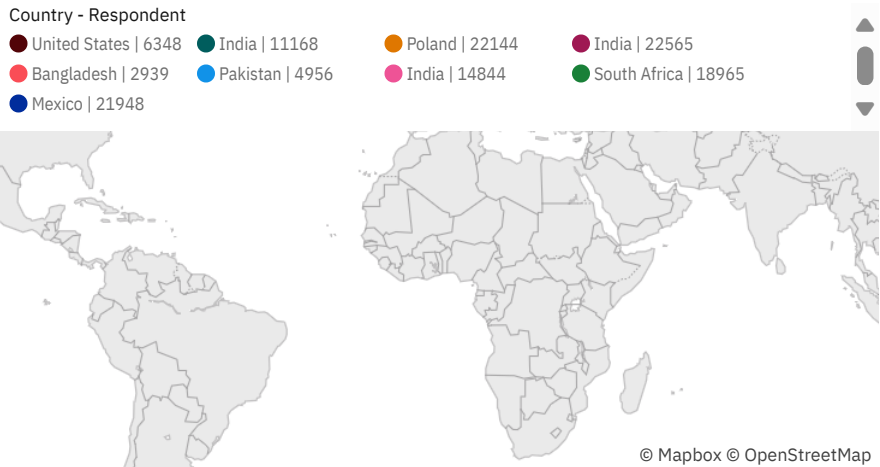 Country - Respondent
United States | 6348 India | 11168 Poland | 22144 India | 22565
Bangladesh | 2939 Pakistan | 4956 India | 14844 South Africa | 18965
Mexico | 21948
© Mapbox © OpenStreetMap